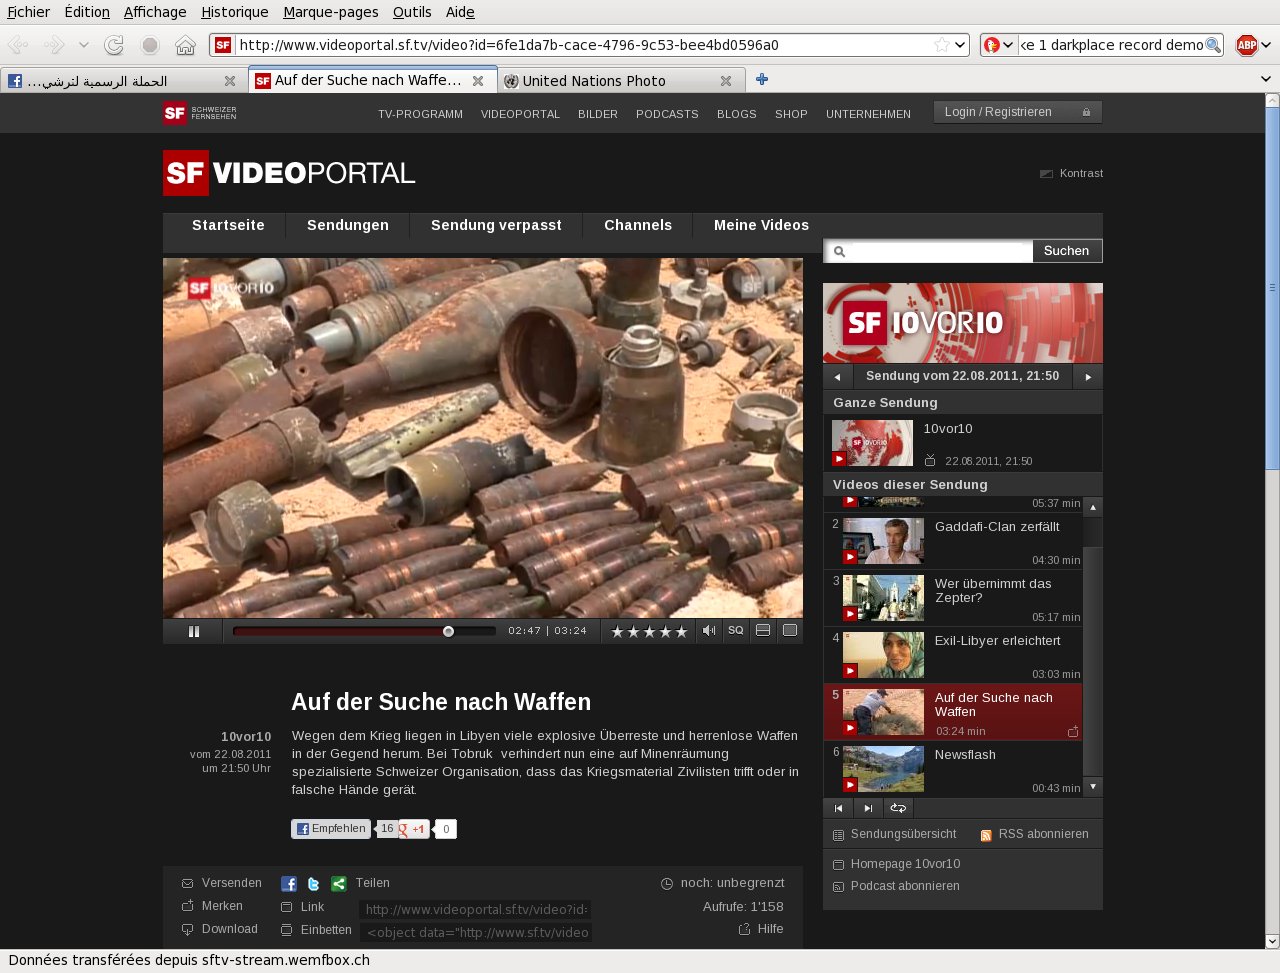 Fichier Édition Affichage Historique Marque-pages Outils Aide
http://www.videoportal.sf.tv/video?id=6fe1da7b-cace-4796-9c53-bee4bd0596a0
ke 1 darkplace record demo
ABP
الحملة الرسمية لترشي...
Auf der Suche nach Waffe...
United Nations Photo
SF SCHWEIZER FERNSEHEN
TV-PROGRAMM VIDEOPORTAL BILDER PODCASTS BLOGS SHOP UNTERNEHMEN
Login / Registrieren
SF VIDEOPORTAL
Kontrast
Startseite Sendungen Sendung verpasst Channels Meine Videos
Suchen
SF 10VOR10
SF 1
02:47 | 03:24
SQ
Auf der Suche nach Waffen
10vor10
vom 22.08.2011
um 21:50 Uhr
Wegen dem Krieg liegen in Libyen viele explosive Überreste und herrenlose Waffen
in der Gegend herum. Bei Tobruk verhindert nun eine auf Minenräumung
spezialisierte Schweizer Organisation, dass das Kriegsmaterial Zivilisten trifft oder in
falsche Hände gerät.
Empfehlen 16 +1 0
Versenden Teilen noch: unbegrenzt
Merken Link http://www.videoportal.sf.tv/video?id= Aufrufe: 1'158
Download Einbetten <object data="http://www.sf.tv/video Hilfe
SF 10VOR10
Sendung vom 22.08.2011, 21:50
Ganze Sendung
SF 10VOR10
10vor10
22.08.2011, 21:50
Videos dieser Sendung
05:37 min
2 Gaddafi-Clan zerfällt
04:30 min
3 Wer übernimmt das
Zepter?
05:17 min
4 Exil-Libyer erleichtert
03:03 min
5 Auf der Suche nach
Waffen
03:24 min
6 Newsflash
00:43 min
Sendungsübersicht RSS abonnieren
Homepage 10vor10
Podcast abonnieren
Données transférées depuis sftv-stream.wemfbox.ch